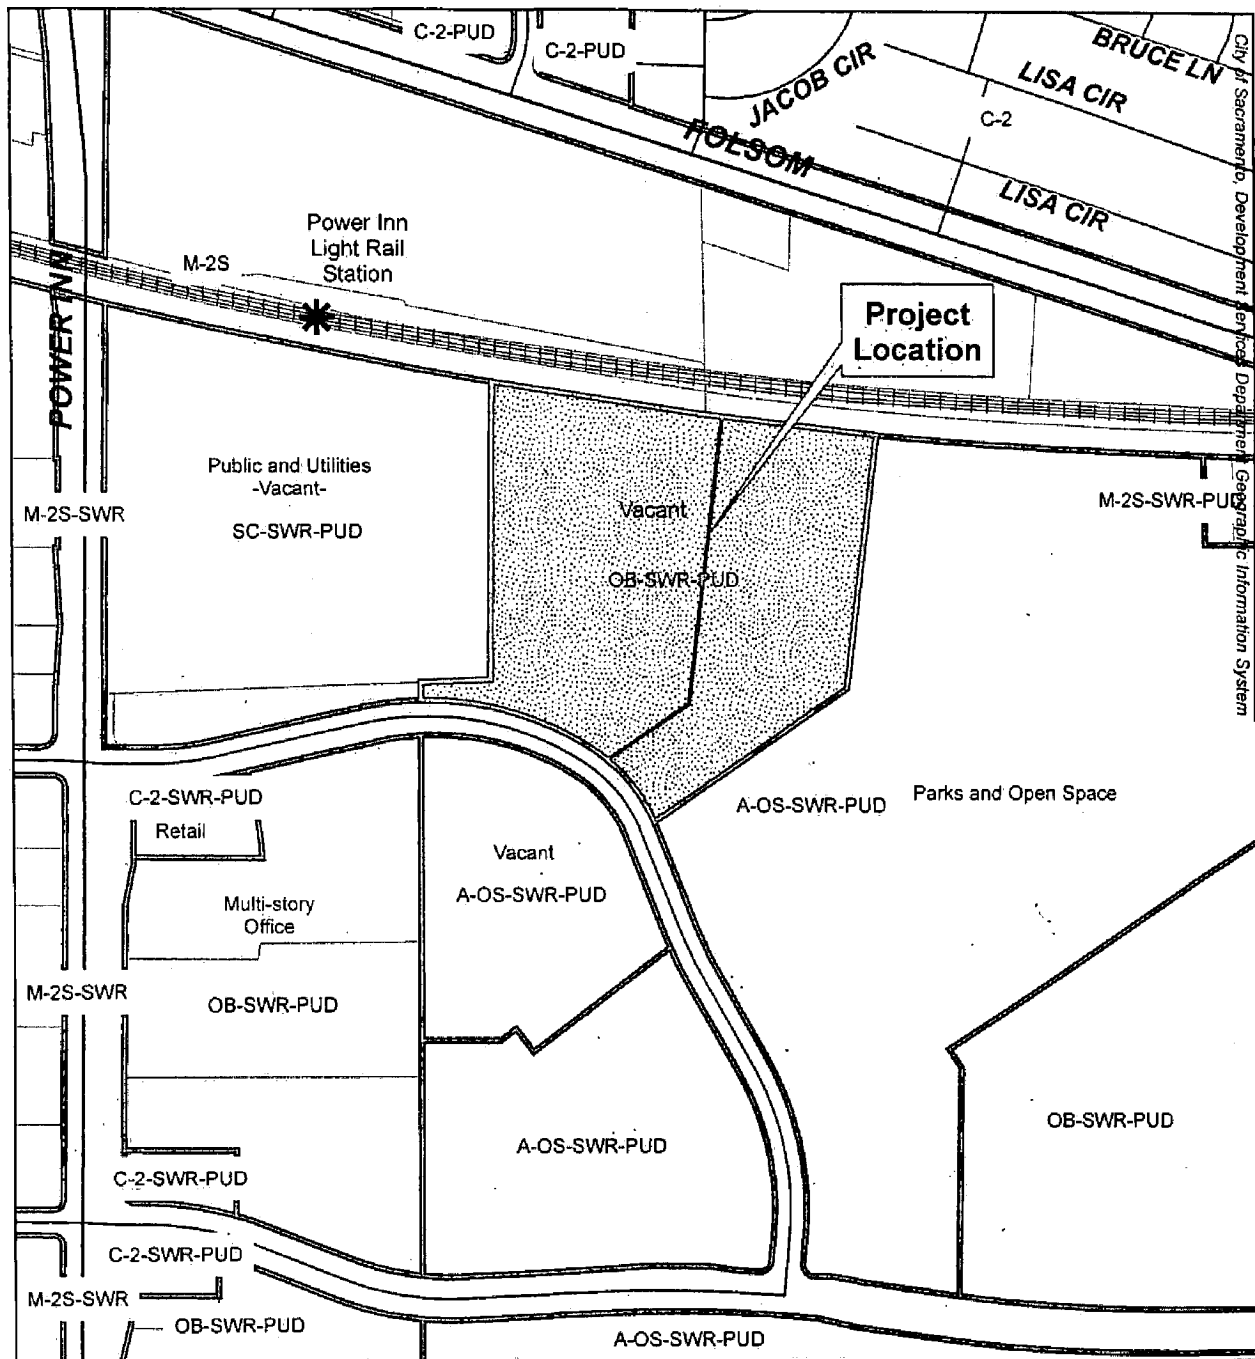 C-2-PUD
C-2-PUD
JACOB CIR
BRUCE LN
LISA CIR
C-2
FOLSOM
LISA CIR
City of Sacramento, Development Services Department Geographic Information System
Power Inn
Light Rail
Station
M-2S
POWER INN
Project
Location
Public and Utilities
-Vacant-
SC-SWR-PUD
M-2S-SWR
Vacant
OB-SWR-PUD
M-2S-SWR-PUD
C-2-SWR-PUD
Retail
A-OS-SWR-PUD
Parks and Open Space
Vacant
A-OS-SWR-PUD
Multi-story
Office
M-2S-SWR
OB-SWR-PUD
OB-SWR-PUD
A-OS-SWR-PUD
C-2-SWR-PUD
C-2-SWR-PUD
M-2S-SWR
OB-SWR-PUD
A-OS-SWR-PUD